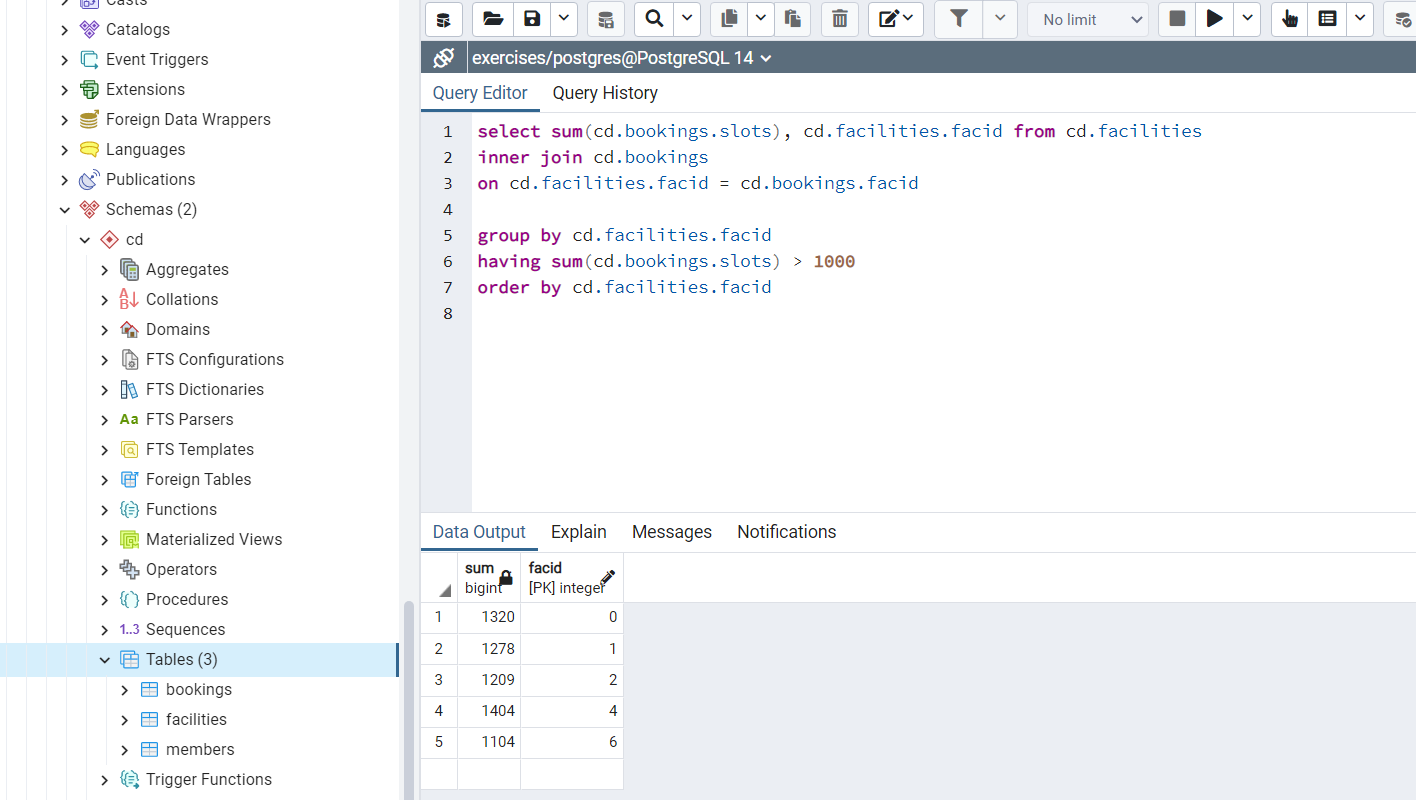 Casts
Catalogs
Event Triggers
Extensions
Foreign Data Wrappers
Languages
Publications
Schemas (2)
cd
Aggregates
Collations
Domains
FTS Configurations
FTS Dictionaries
Aa FTS Parsers
FTS Templates
Foreign Tables
Functions
Materialized Views
Operators
Procedures
1..3 Sequences
Tables (3)
bookings
facilities
members
Trigger Functions
No limit
exercises/postgres@PostgreSQL 14
Query Editor Query History
1 select sum(cd.bookings.slots), cd.facilities.facid from cd.facilities
2 inner join cd.bookings
3 on cd.facilities.facid = cd.bookings.facid
4
5 group by cd.facilities.facid
6 having sum(cd.bookings.slots) > 1000
7 order by cd.facilities.facid
8
Data Output Explain Messages Notifications
sum facid
bigint [PK] integer
1 1320 0
2 1278 1
3 1209 2
4 1404 4
5 1104 6